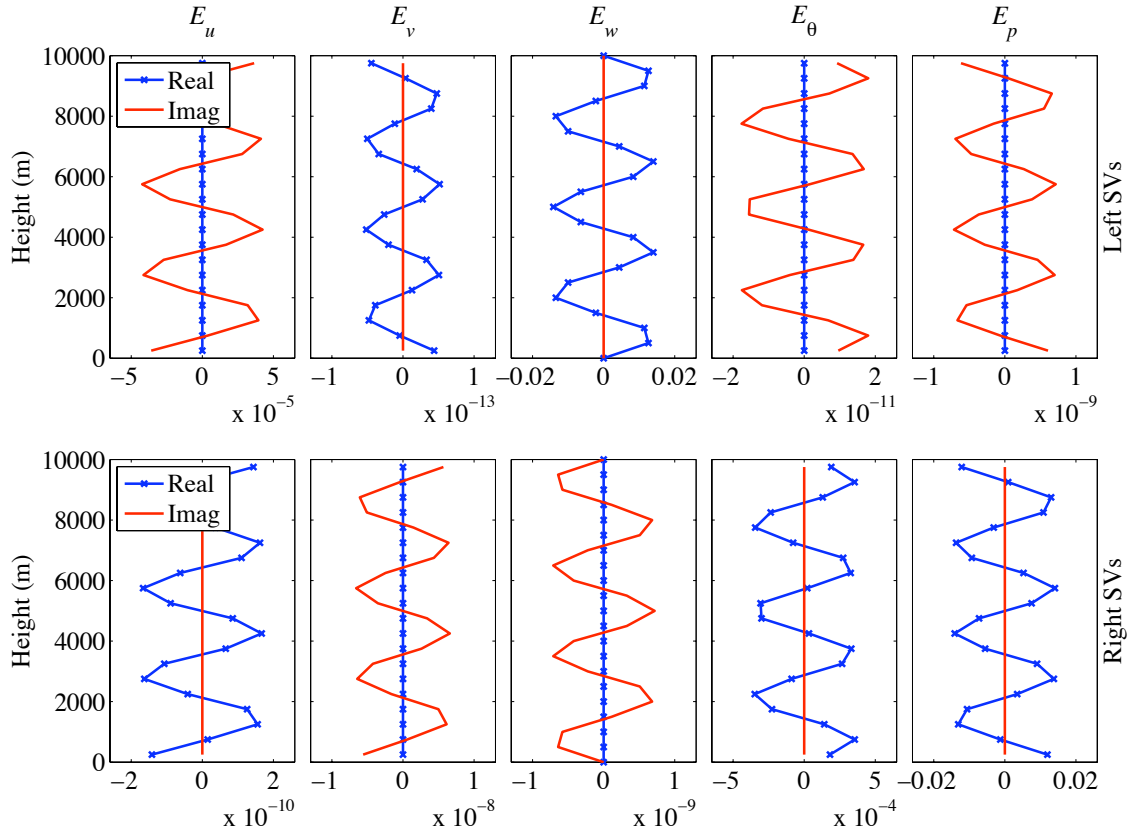 E_u E_v E_w E_θ E_p
10000
8000
6000
4000
2000
0
Height (m)
Real
Imag
Left SVs
−5 0 5
x 10^−5
−1 0 1
x 10^−13
−0.02 0 0.02
−2 0 2
x 10^−11
−1 0 1
x 10^−9
10000
8000
6000
4000
2000
0
Height (m)
Real
Imag
Right SVs
−2 0 2
x 10^−10
−1 0 1
x 10^−8
−1 0 1
x 10^−9
−5 0 5
x 10^−4
−0.02 0 0.02